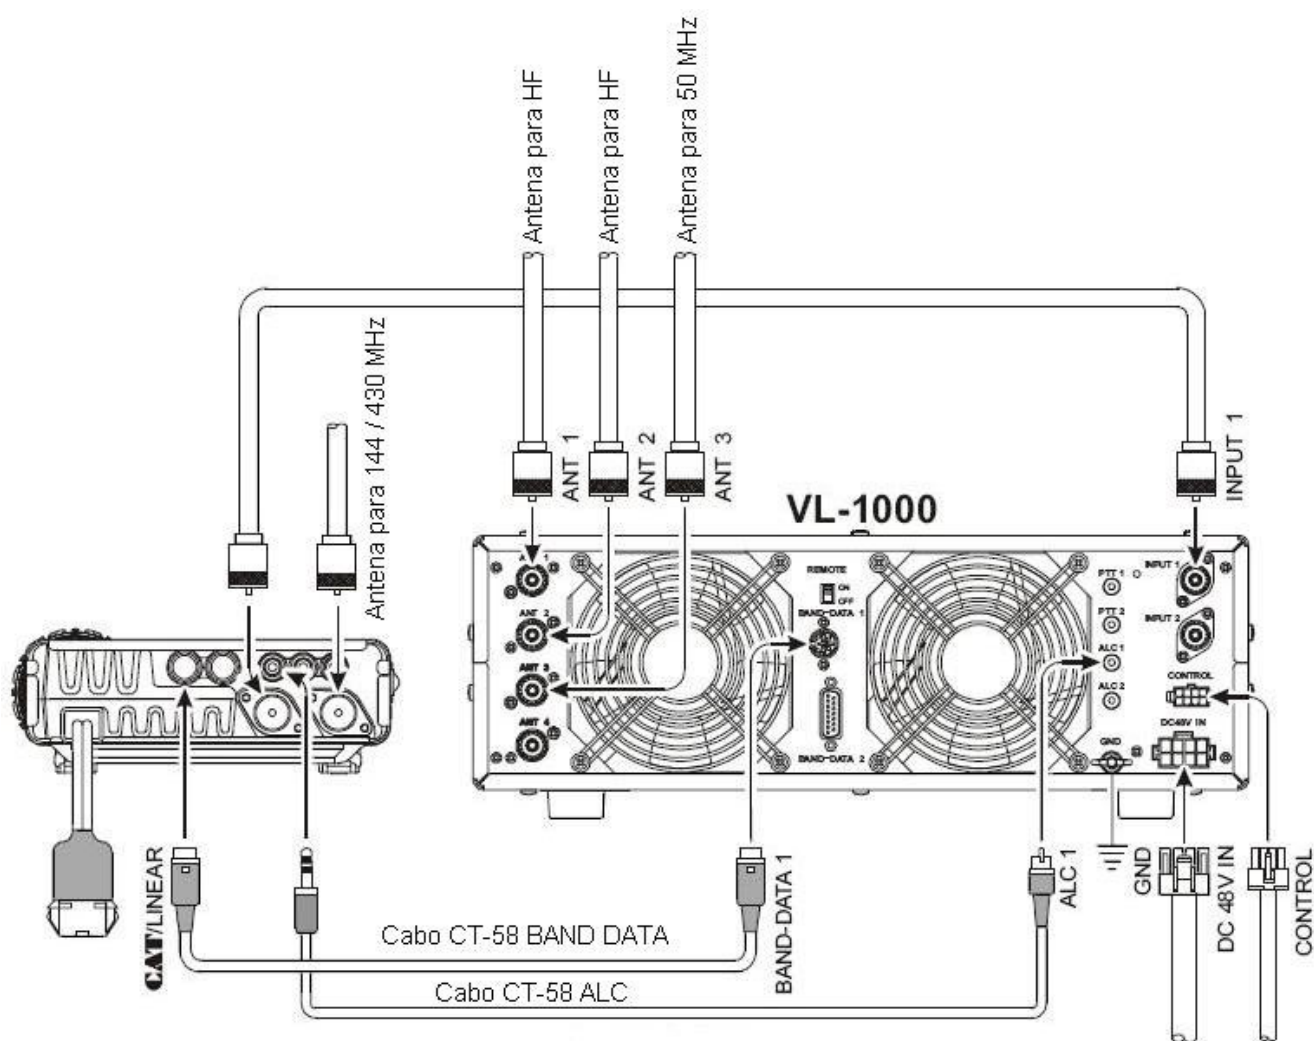 Antena para HF
Antena para HF
Antena para 50 MHz
Antena para 144 / 430 MHz
ANT 1
ANT 2
ANT 3
INPUT 1
VL-1000
ANT 2
ANT 3
ANT 4
REMOTE
ON
OFF
BAND-DATA 1
BAND-DATA 2
PTT 1
PTT 2
ALC 1
ALC 2
GND
INPUT 1
INPUT 2
CONTROL
DC48V IN
CAT/LINEAR
BAND-DATA 1
ALC 1
GND
DC 48V IN
CONTROL
Cabo CT-58 BAND DATA
Cabo CT-58 ALC